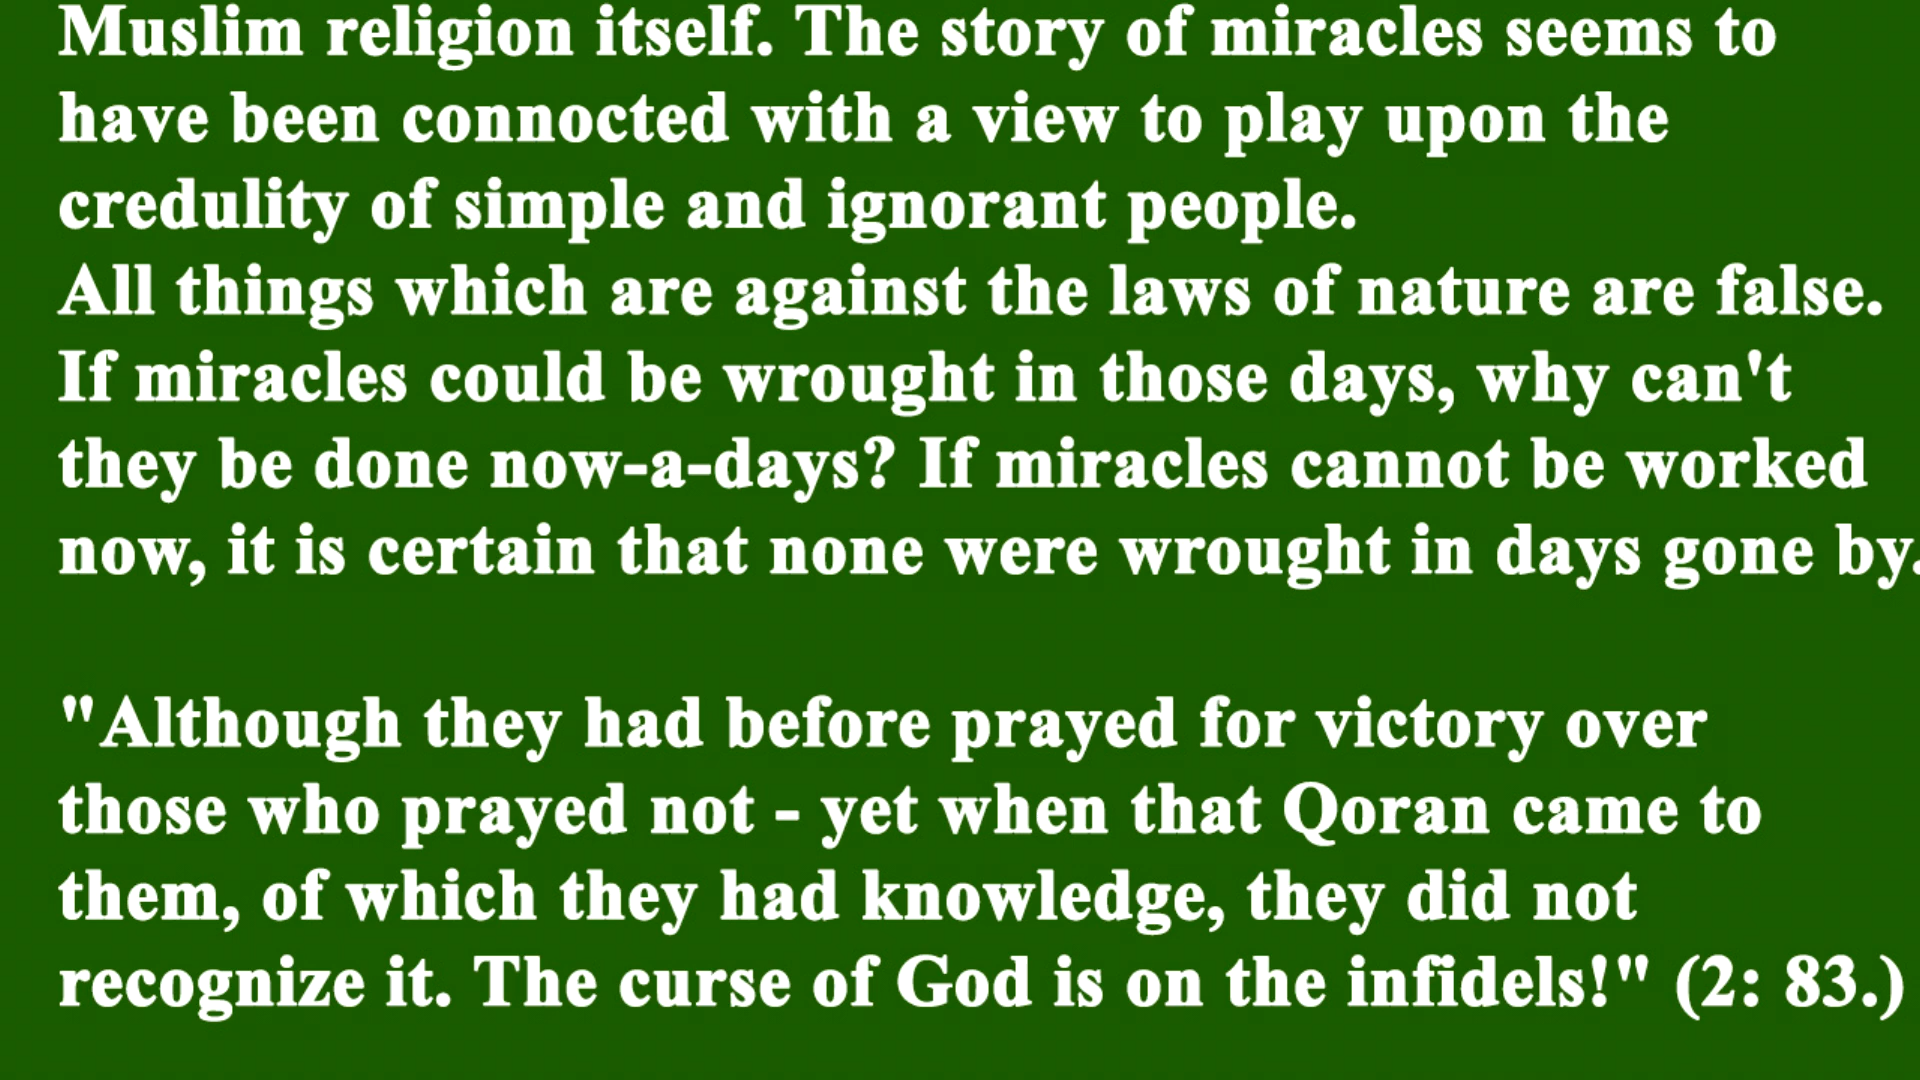 Muslim religion itself. The story of miracles seems to
have been connocted with a view to play upon the
credulity of simple and ignorant people.
All things which are against the laws of nature are false.
If miracles could be wrought in those days, why can't
they be done now-a-days? If miracles cannot be worked
now, it is certain that none were wrought in days gone by.
"Although they had before prayed for victory over
those who prayed not - yet when that Qoran came to
them, of which they had knowledge, they did not
recognize it. The curse of God is on the infidels!" (2: 83.)